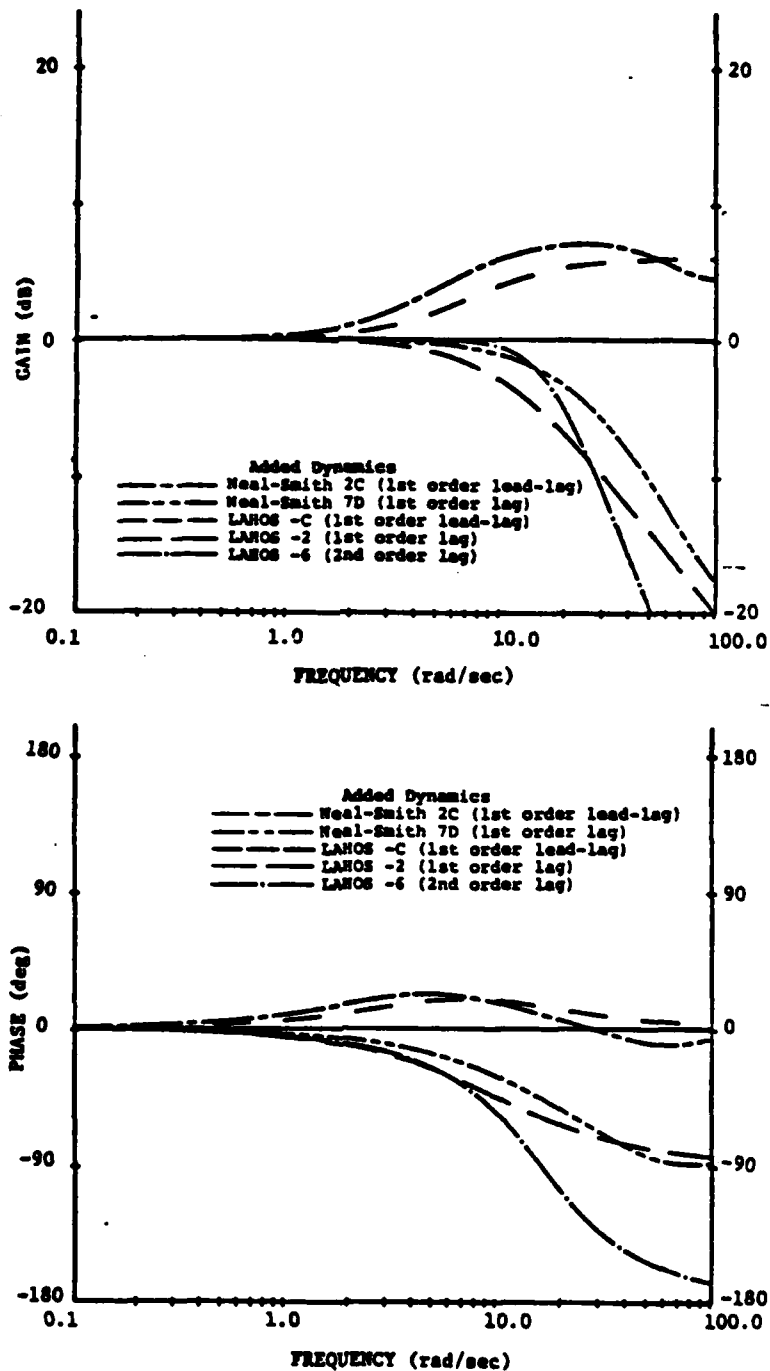 20
20
GAIN (dB)
0
0
Added Dynamics
Neal-Smith 2C (1st order lead-lag)
Neal-Smith 7D (1st order lag)
LAHOS -C (1st order lead-lag)
LAHOS -2 (1st order lag)
LAHOS -6 (2nd order lag)
-20
-20
0.1
1.0
10.0
100.0
FREQUENCY (rad/sec)
180
180
Added Dynamics
Neal-Smith 2C (1st order lead-lag)
Neal-Smith 7D (1st order lag)
LAHOS -C (1st order lead-lag)
LAHOS -2 (1st order lag)
LAHOS -6 (2nd order lag)
90
90
PHASE (deg)
0
0
-90
-90
-180
-180
0.1
1.0
10.0
100.0
FREQUENCY (rad/sec)